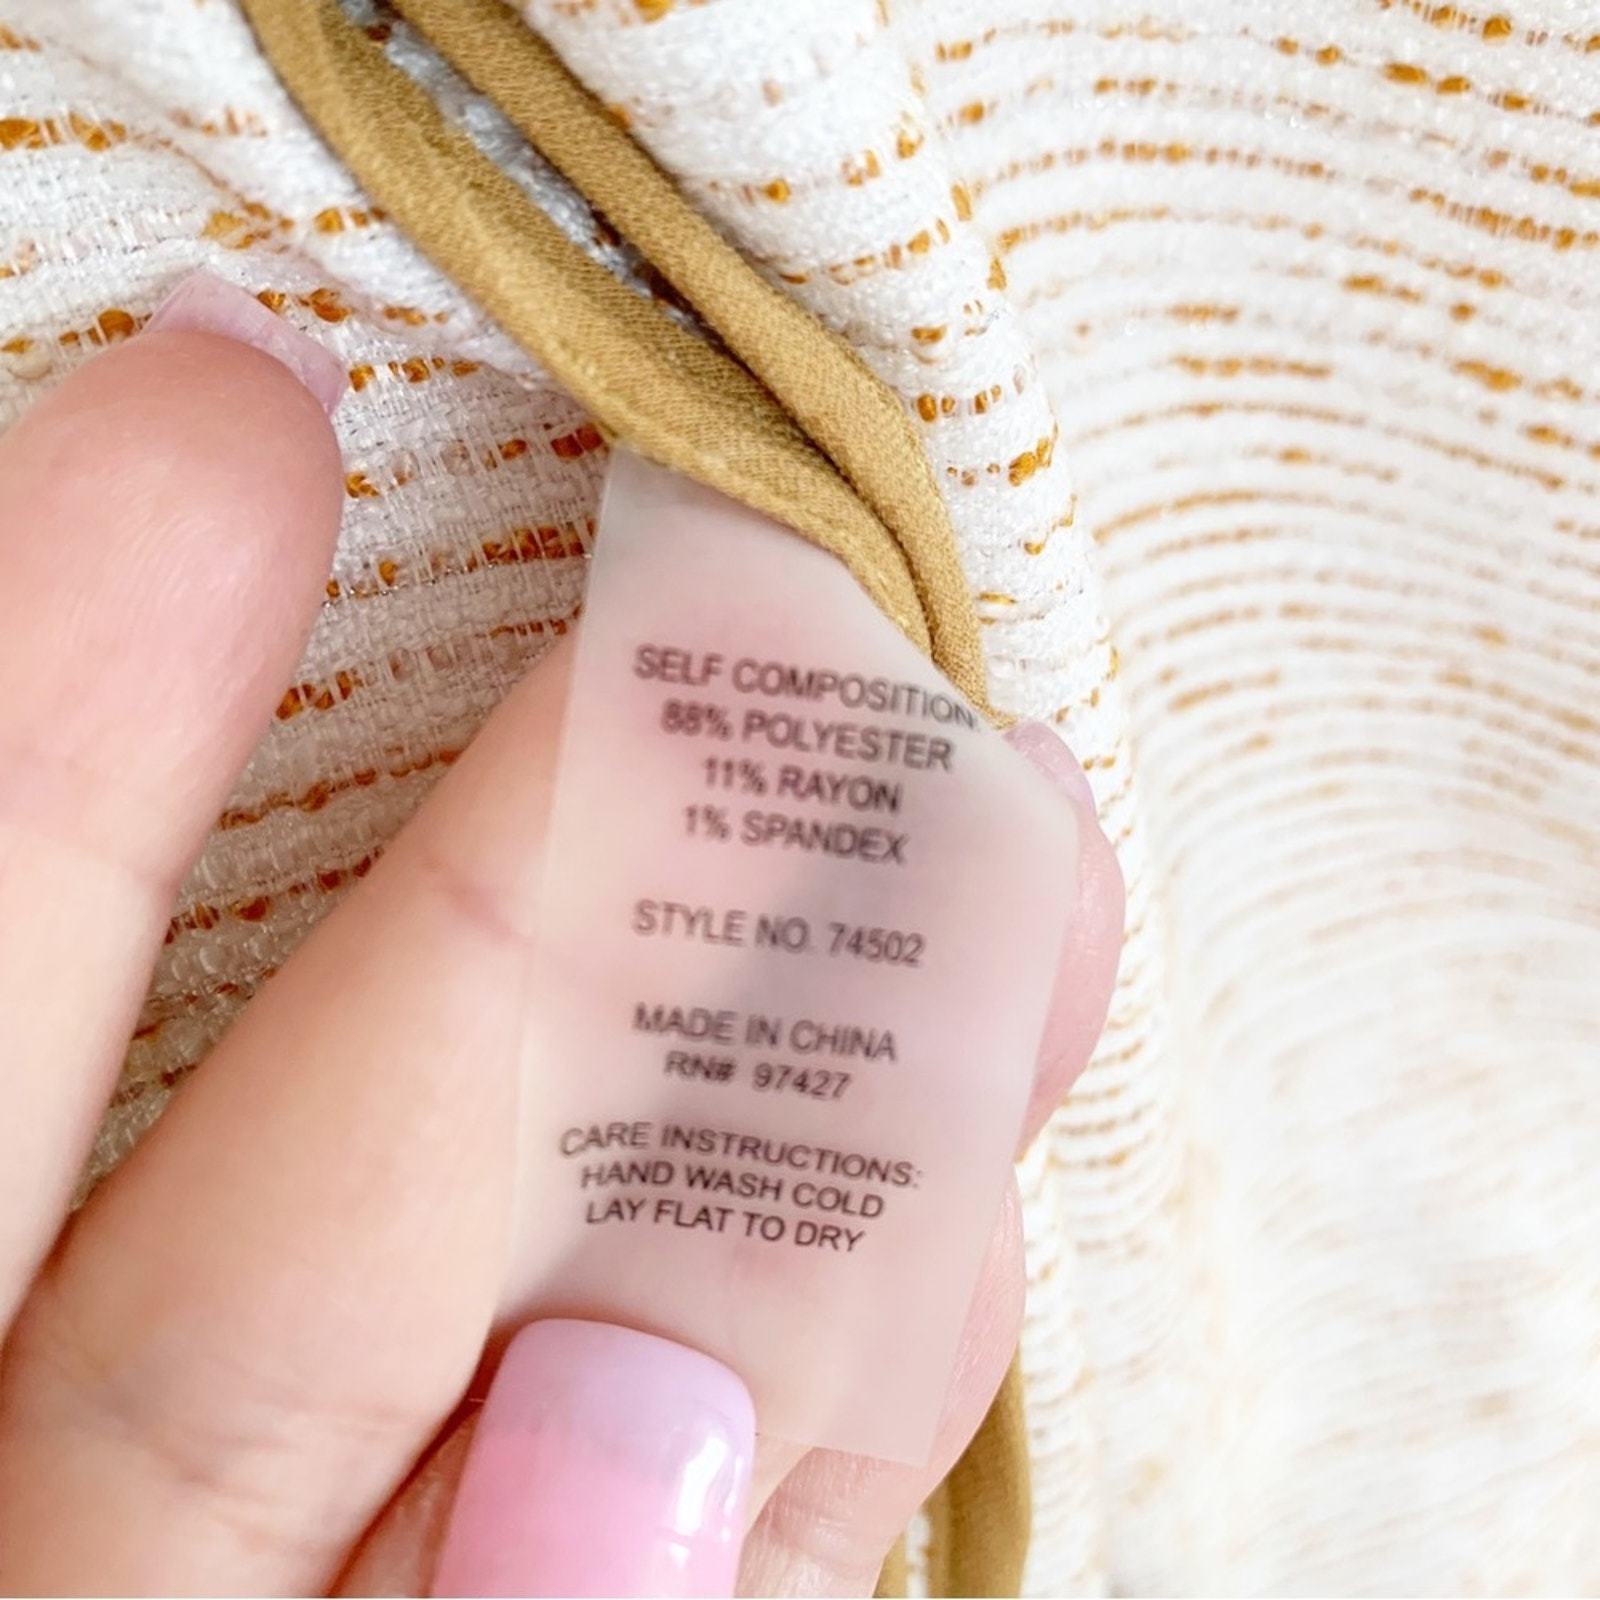 SELF COMPOSITION:
88% POLYESTER
11% RAYON
1% SPANDEX
STYLE NO. 74502
MADE IN CHINA
RN# 97427
CARE INSTRUCTIONS:
HAND WASH COLD
LAY FLAT TO DRY